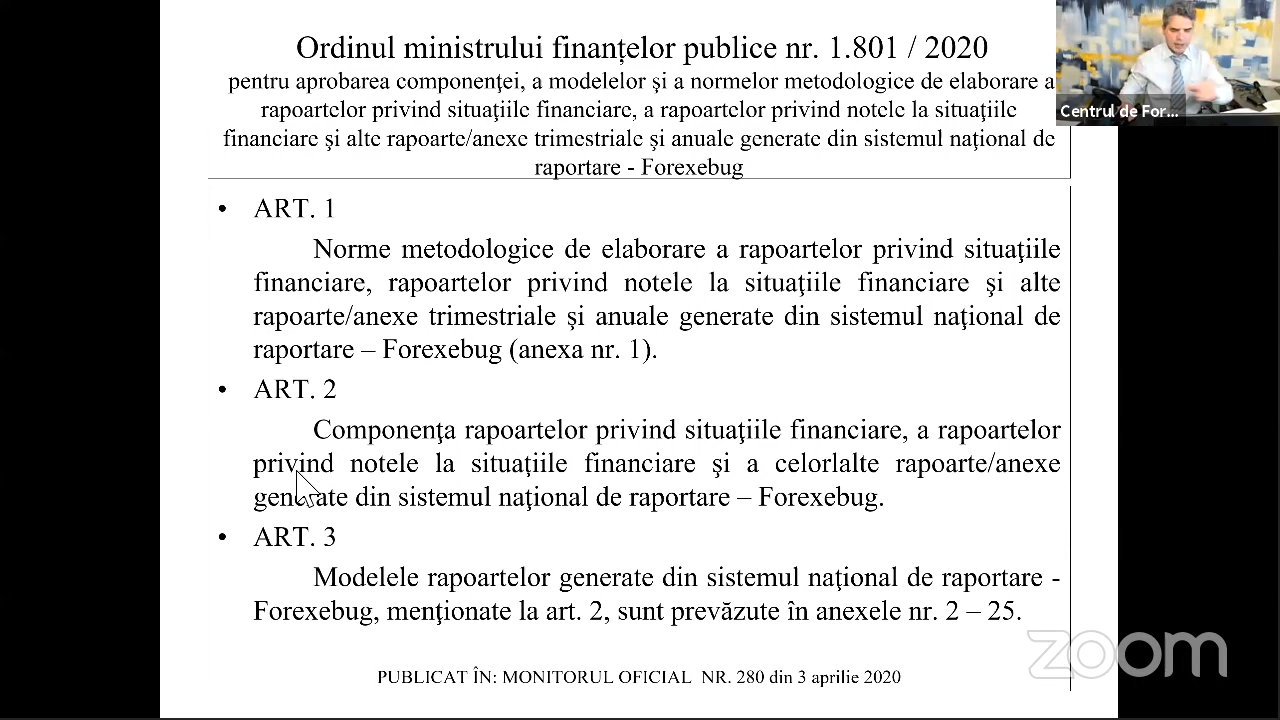 Ordinul ministrului finanțelor publice nr. 1.801 / 2020
pentru aprobarea componenţei, a modelelor şi a normelor metodologice de elaborare a
rapoartelor privind situaţiile financiare, a rapoartelor privind notele la situaţiile
financiare şi alte rapoarte/anexe trimestriale şi anuale generate din sistemul naţional de
raportare - Forexebug
Centrul de For...
• ART. 1
Norme metodologice de elaborare a rapoartelor privind situaţiile
financiare, rapoartelor privind notele la situaţiile financiare şi alte
rapoarte/anexe trimestriale şi anuale generate din sistemul naţional de
raportare – Forexebug (anexa nr. 1).
• ART. 2
Componenţa rapoartelor privind situaţiile financiare, a rapoartelor
privind notele la situaţiile financiare şi a celorlalte rapoarte/anexe
generate din sistemul naţional de raportare – Forexebug.
• ART. 3
Modelele rapoartelor generate din sistemul naţional de raportare -
Forexebug, menţionate la art. 2, sunt prevăzute în anexele nr. 2 – 25.
zoom
PUBLICAT ÎN: MONITORUL OFICIAL NR. 280 din 3 aprilie 2020